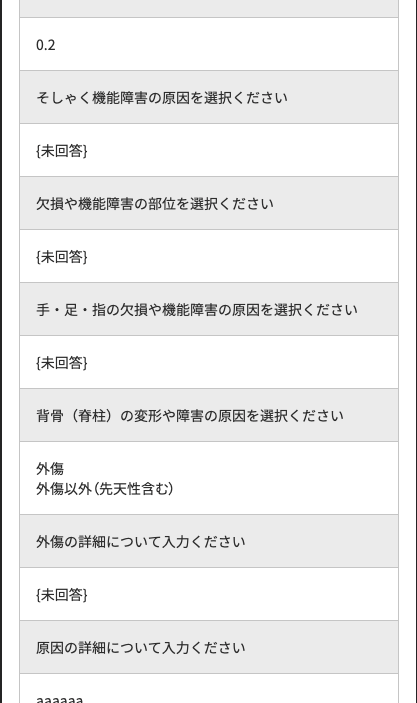 0.2
そしゃく機能障害の原因を選択ください
{未回答}
欠損や機能障害の部位を選択ください
{未回答}
手・足・指の欠損や機能障害の原因を選択ください
{未回答}
背骨（脊柱）の変形や障害の原因を選択ください
外傷
外傷以外(先天性含む)
外傷の詳細について入力ください
{未回答}
原因の詳細について入力ください
aaaaaa